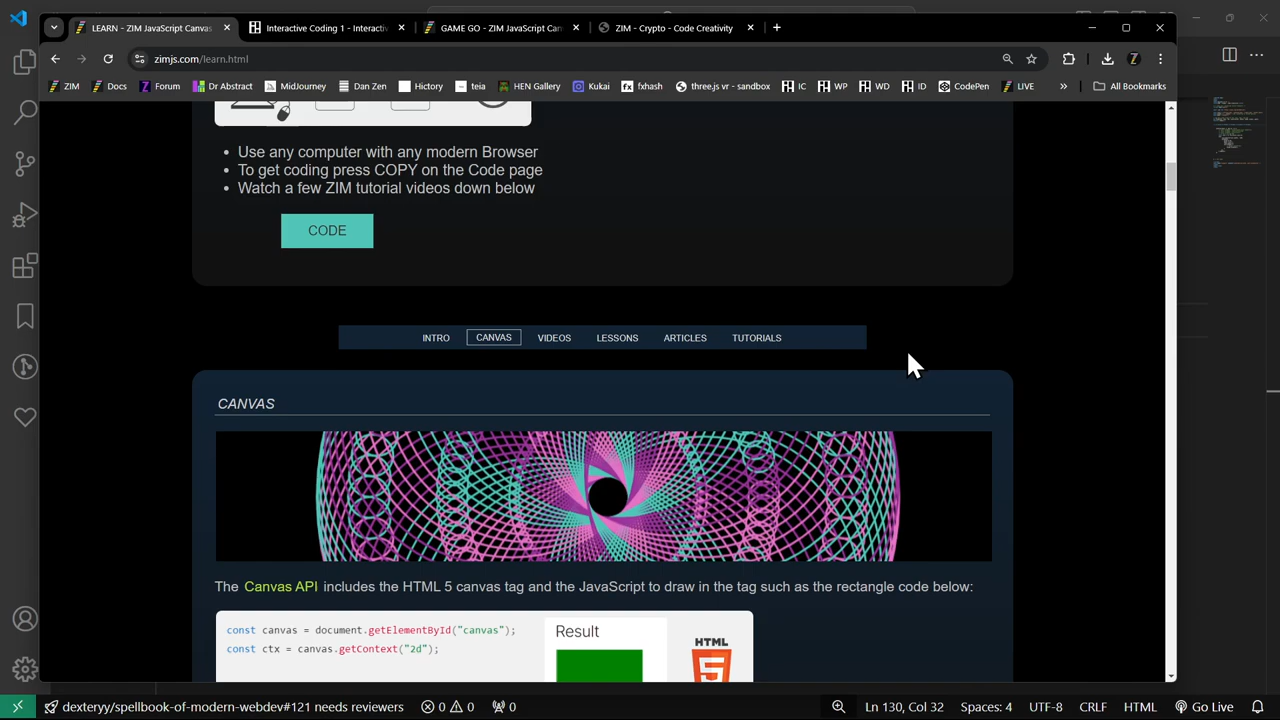 LEARN - ZIM JavaScript Canvas
Interactive Coding 1 - Interactiv
GAME GO - ZIM JavaScript Can
ZIM - Crypto - Code Creativity
zimjs.com/learn.html
ZIM
Docs
Forum
Dr Abstract
MidJourney
Dan Zen
Hictory
teia
HEN Gallery
Kukai
fxhash
three.js vr - sandbox
IC
WP
WD
ID
CodePen
LIVE
All Bookmarks
• Use any computer with any modern Browser
• To get coding press COPY on the Code page
• Watch a few ZIM tutorial videos down below
CODE
INTRO
CANVAS
VIDEOS
LESSONS
ARTICLES
TUTORIALS
CANVAS
The Canvas API includes the HTML 5 canvas tag and the JavaScript to draw in the tag such as the rectangle code below:
const canvas = document.getElementById("canvas");
const ctx = canvas.getContext("2d");
Result
HTML
dexteryy/spellbook-of-modern-webdev#121 needs reviewers
0
0
0
Ln 130, Col 32
Spaces: 4
UTF-8
CRLF
HTML
Go Live